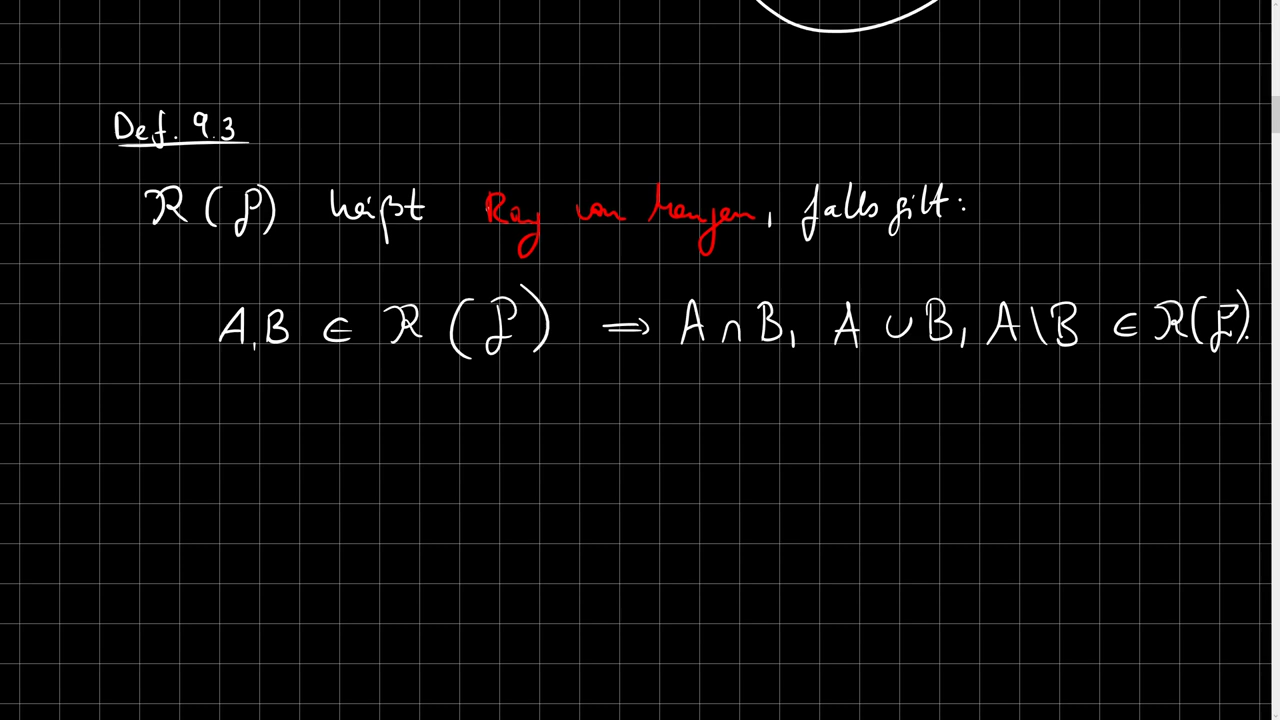 Def. 9.3
ℛ(𝒫) heißt Ring von Mengen, falls gilt:
A,B ∈ ℛ(𝒫) ⇒ A ∩ B, A ∪ B, A \ B ∈ ℛ(𝒫).